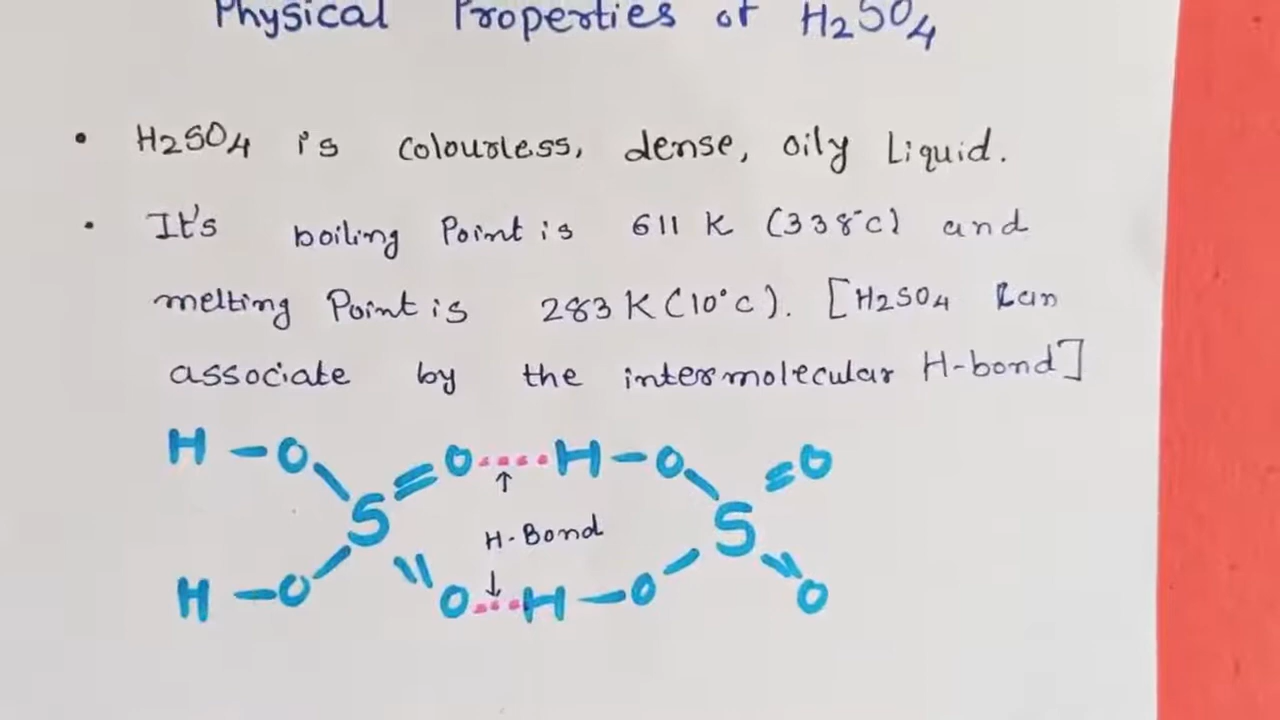 Physical Properties of H2SO4
• H2SO4 is Colourless, dense, oily Liquid.
• It's boiling Point is 611 K (338°C) and
melting Point is 283 K (10°C). [H2SO4 Can
associate by the intermolecular H-bond]
H-O O H-O O
S S
H-Bond
H-O O H-O O